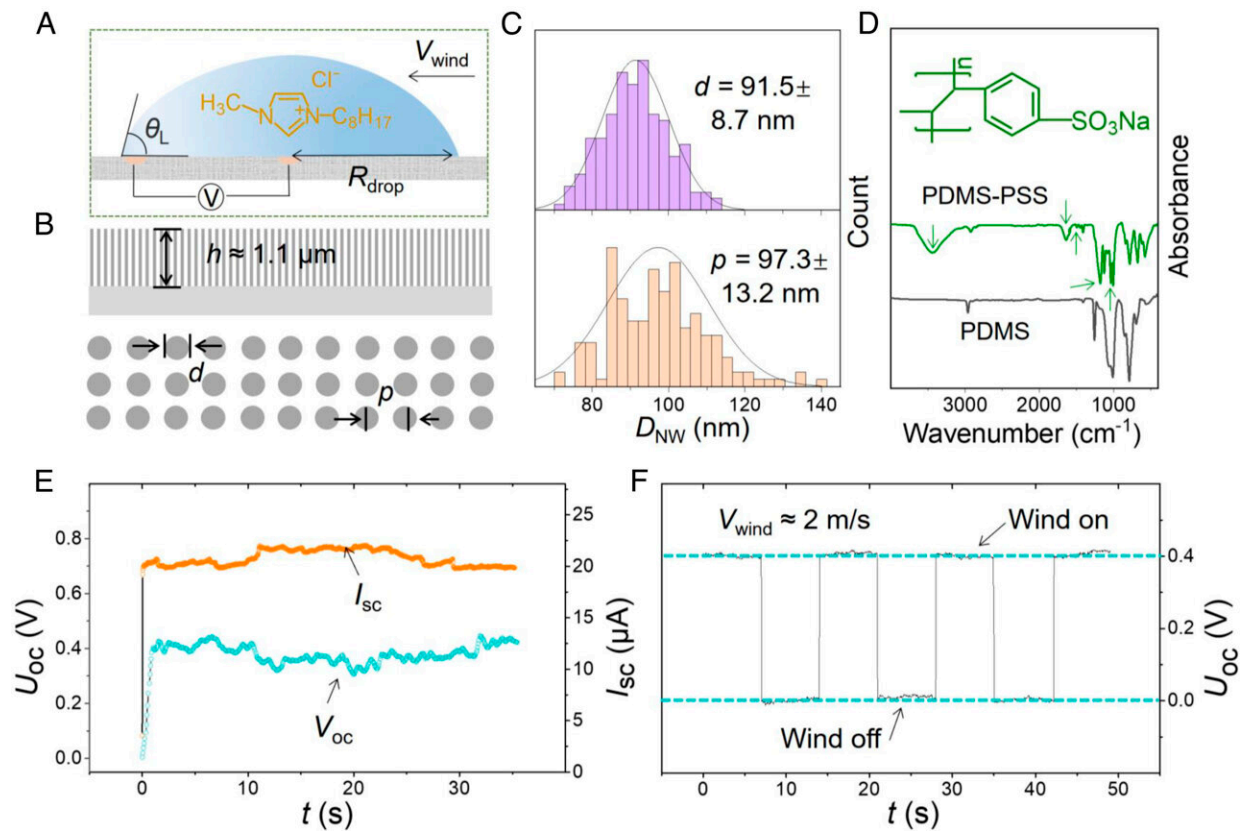 A
V_wind
Cl⁻
H₃C
N
+
N
C₈H₁₇
θ_L
V
R_drop
B
h ≈ 1.1 μm
d
p
C
d = 91.5±
8.7 nm
p = 97.3±
13.2 nm
Count
80 100 120 140
D_NW (nm)
D
n
SO₃Na
PDMS-PSS
PDMS
Absorbance
3000 2000 1000
Wavenumber (cm⁻¹)
E
0.8
0.6
0.4
0.2
0.0
U_OC (V)
I_sc
V_oc
25
20
15
10
5
0
I_SC (μA)
0 10 20 30
t (s)
F
V_wind ≈ 2 m/s
Wind on
Wind off
0.4
0.2
0.0
U_OC (V)
0 10 20 30 40 50
t (s)